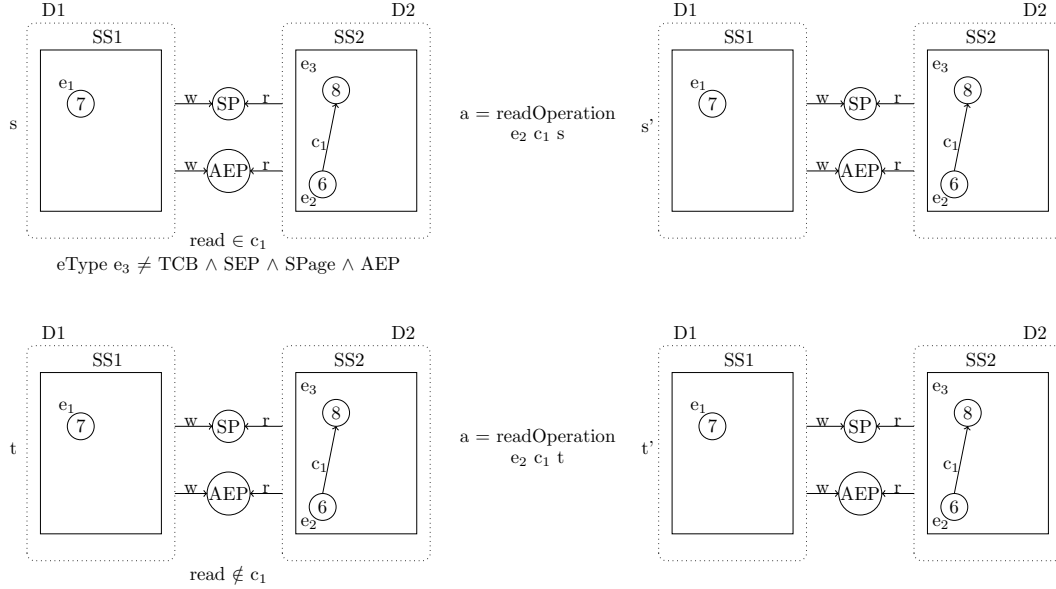 D1
D2
D1
D2
SS1
SS2
SS1
SS2
e3
e3
e1
e1
8
8
7
w
SP
r
7
w
SP
r
a = readOperation
s
s'
e2 c1 s
c1
c1
w
AEP
r
w
AEP
r
6
6
e2
e2
read ∈ c1
eType e3 ≠ TCB ∧ SEP ∧ SPage ∧ AEP
D1
D2
D1
D2
SS1
SS2
SS1
SS2
e3
e3
e1
e1
8
8
7
w
SP
r
7
w
SP
r
a = readOperation
t
t'
e2 c1 t
c1
c1
w
AEP
r
w
AEP
r
6
6
e2
e2
read ∉ c1